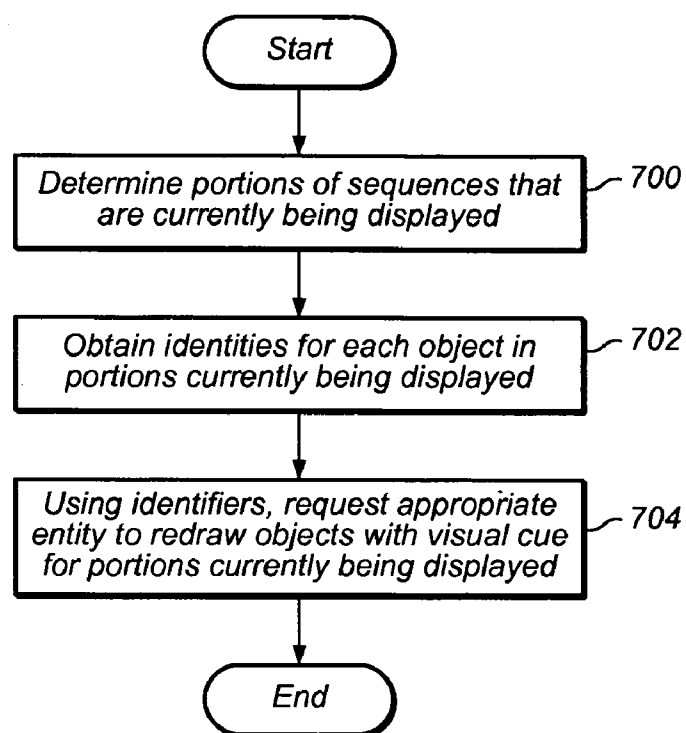 Start
Determine portions of sequences that
are currently being displayed
700
Obtain identities for each object in
portions currently being displayed
702
Using identifiers, request appropriate
entity to redraw objects with visual cue
for portions currently being displayed
704
End